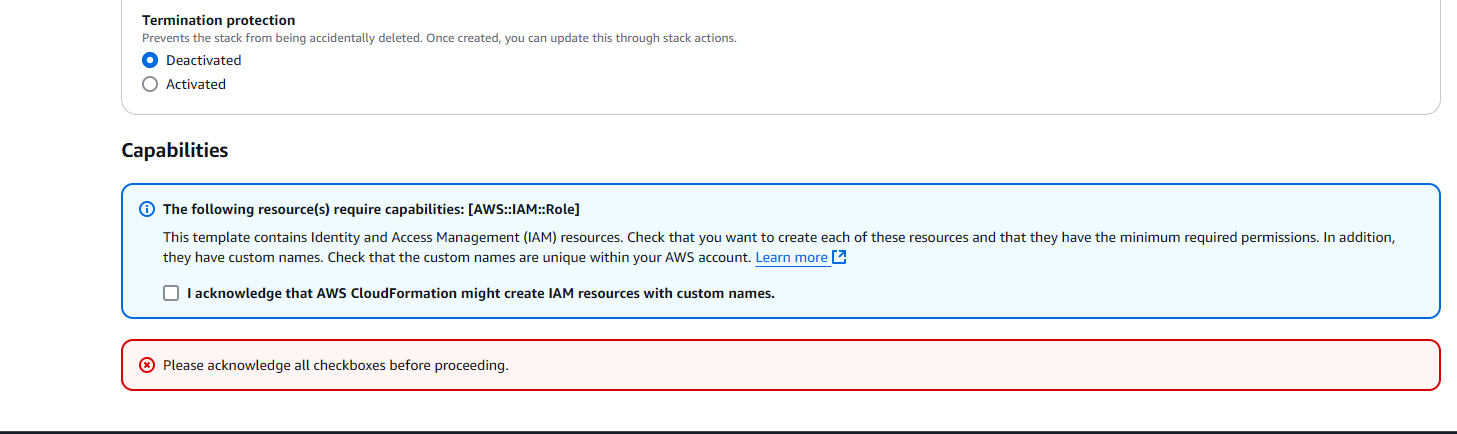 Termination protection
Prevents the stack from being accidentally deleted. Once created, you can update this through stack actions.
Deactivated
Activated
Capabilities
The following resource(s) require capabilities: [AWS::IAM::Role]
This template contains Identity and Access Management (IAM) resources. Check that you want to create each of these resources and that they have the minimum required permissions. In addition,
they have custom names. Check that the custom names are unique within your AWS account. Learn more
I acknowledge that AWS CloudFormation might create IAM resources with custom names.
Please acknowledge all checkboxes before proceeding.